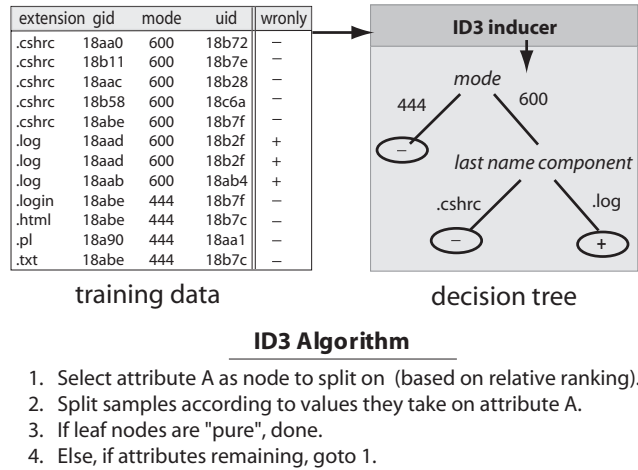 extension gid mode uid wronly
.cshrc 18aa0 600 18b72 –
.cshrc 18b11 600 18b7e –
.cshrc 18aac 600 18b28 –
.cshrc 18b58 600 18c6a –
.cshrc 18abe 600 18b7f –
.log 18aad 600 18b2f +
.log 18aad 600 18b2f +
.log 18aab 600 18ab4 +
.login 18abe 444 18b7f –
.html 18abe 444 18b7c –
.pl 18a90 444 18aa1 –
.txt 18abe 444 18b7c –
training data
ID3 inducer
mode
444 600
–
last name component
.cshrc .log
– +
decision tree
ID3 Algorithm
1. Select attribute A as node to split on (based on relative ranking).
2. Split samples according to values they take on attribute A.
3. If leaf nodes are "pure", done.
4. Else, if attributes remaining, goto 1.